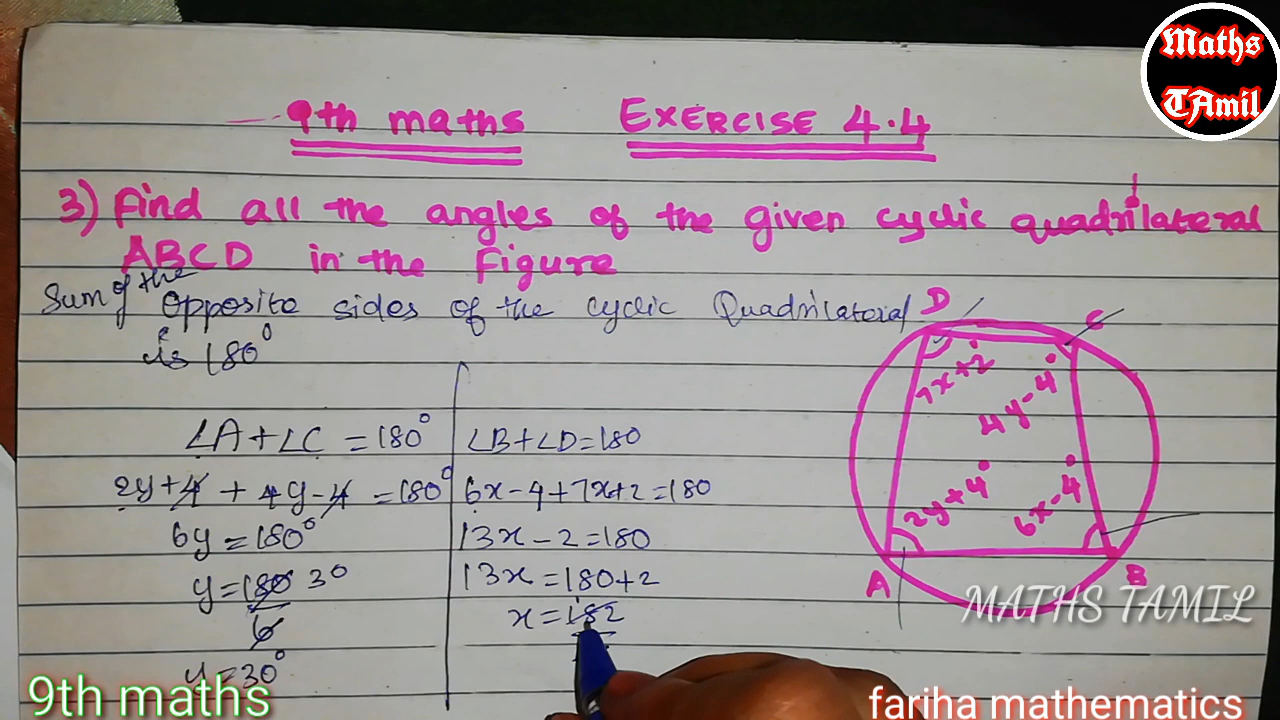 Maths
TAmil
9th maths EXERCISE 4.4
3) Find all the angles of the given cyclic quadrilateral
ABCD in the Figure
Sum of the opposite sides of the cyclic Quadrilateral
is 180°
∠A+∠C = 180°
2y+4 + 4y-4 = 180°
6y = 180°
y = 180 30
6
y = 30°
∠B+∠D=180
6x-4+7x+2=180
13x-2=180
13x=180+2
x=182
D
C
7x+2°
4y-4°
2y+4°
6x-4°
A
B
MATHS TAMIL
9th maths
fariha mathematics